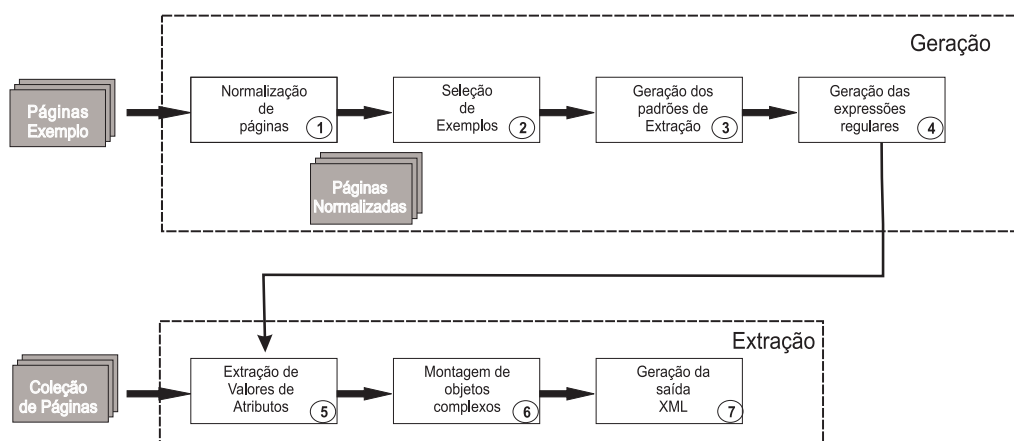 Geração
Páginas
Exemplo
Normalização
de
páginas
1
Seleção
de
Exemplos
2
Geração dos
padrões de
Extração
3
Geração das
expressões
regulares
4
Páginas
Normalizadas
Extração
Coleção
de Páginas
Extração de
Valores de
Atributos
5
Montagem de
objetos
complexos
6
Geração da
saída
XML
7